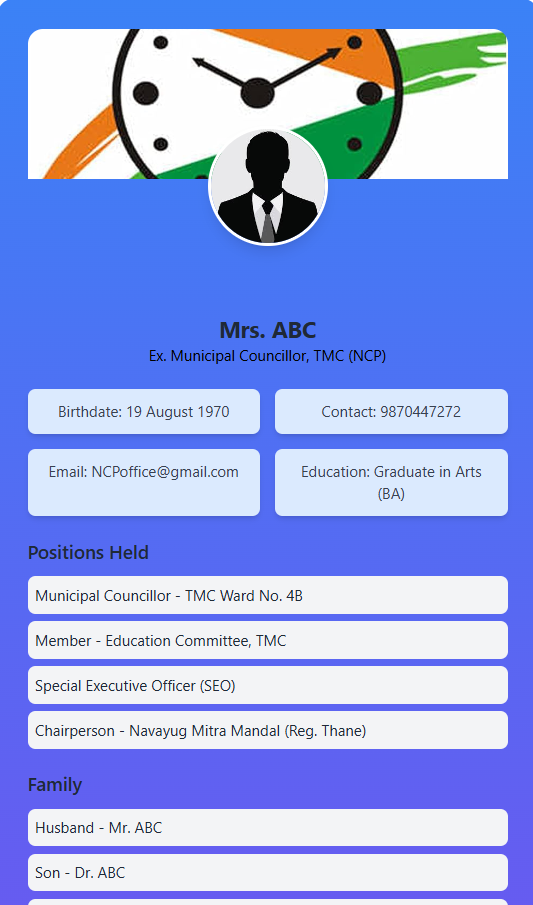 Mrs. ABC
Ex. Municipal Councillor, TMC (NCP)
Birthdate: 19 August 1970
Contact: 9870447272
Email: NCPoffice@gmail.com
Education: Graduate in Arts
(BA)
Positions Held
Municipal Councillor - TMC Ward No. 4B
Member - Education Committee, TMC
Special Executive Officer (SEO)
Chairperson - Navayug Mitra Mandal (Reg. Thane)
Family
Husband - Mr. ABC
Son - Dr. ABC